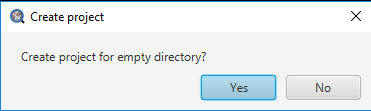 Create project
Create project for empty directory?
Yes
No